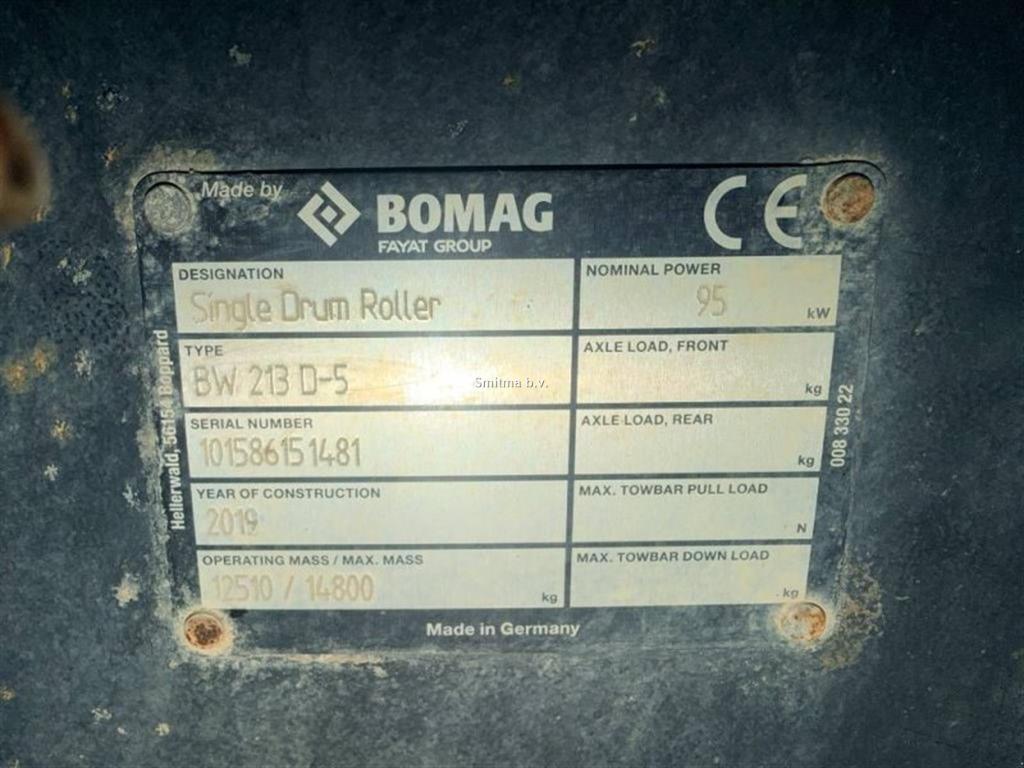 Made by BOMAG
FAYAT GROUP
CE
DESIGNATION
Single Drum Roller
NOMINAL POWER
95 kW
TYPE
BW 213 D-5
AXLE LOAD, FRONT
kg
SERIAL NUMBER
101586151481
AXLE LOAD, REAR
kg
YEAR OF CONSTRUCTION
2019
MAX. TOWBAR PULL LOAD
N
OPERATING MASS / MAX. MASS
12510 / 14800 kg
MAX. TOWBAR DOWN LOAD
kg
Made in Germany
Hellerwald, 56154 Boppard
008 330 22
Smitma b.v.